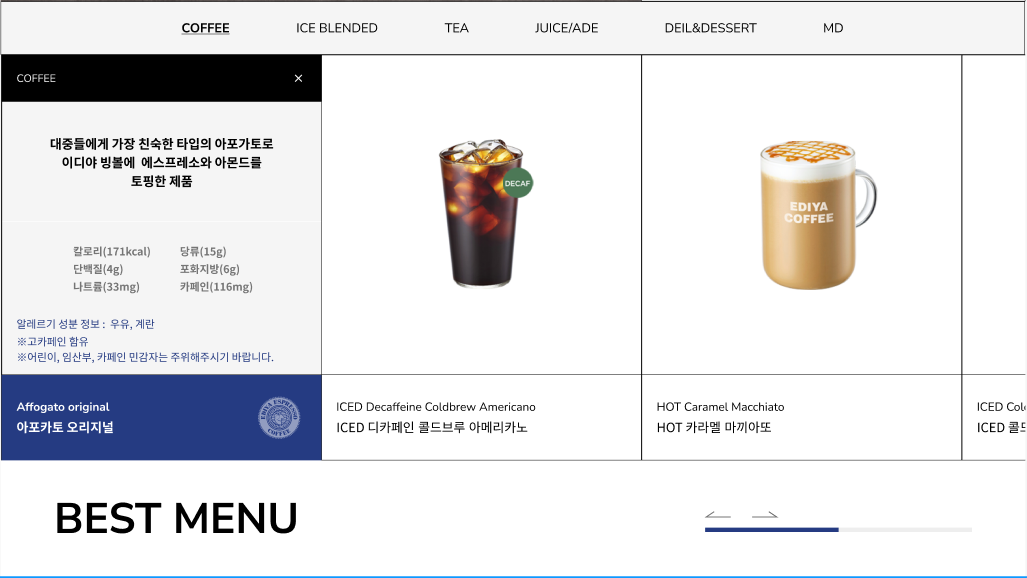 COFFEE ICE BLENDED TEA JUICE/ADE DEIL&DESSERT MD
COFFEE ×
대중들에게 가장 친숙한 타입의 아포가토로
이디야 빙볼에 에스프레소와 아몬드를
토핑한 제품
칼로리(171kcal) 당류(15g)
단백질(4g) 포화지방(6g)
나트륨(33mg) 카페인(116mg)
알레르기 성분 정보 : 우유, 계란
※고카페인 함유
※어린이, 임산부, 카페인 민감자는 주위해주시기 바랍니다.
Affogato original
아포카토 오리지널
EDIYA ESPRESSO
COFFEE
DECAF
ICED Decaffeine Coldbrew Americano
ICED 디카페인 콜드브루 아메리카노
EDIYA
COFFEE
HOT Caramel Macchiato
HOT 카라멜 마끼아또
ICED Col
ICED 콜
BEST MENU